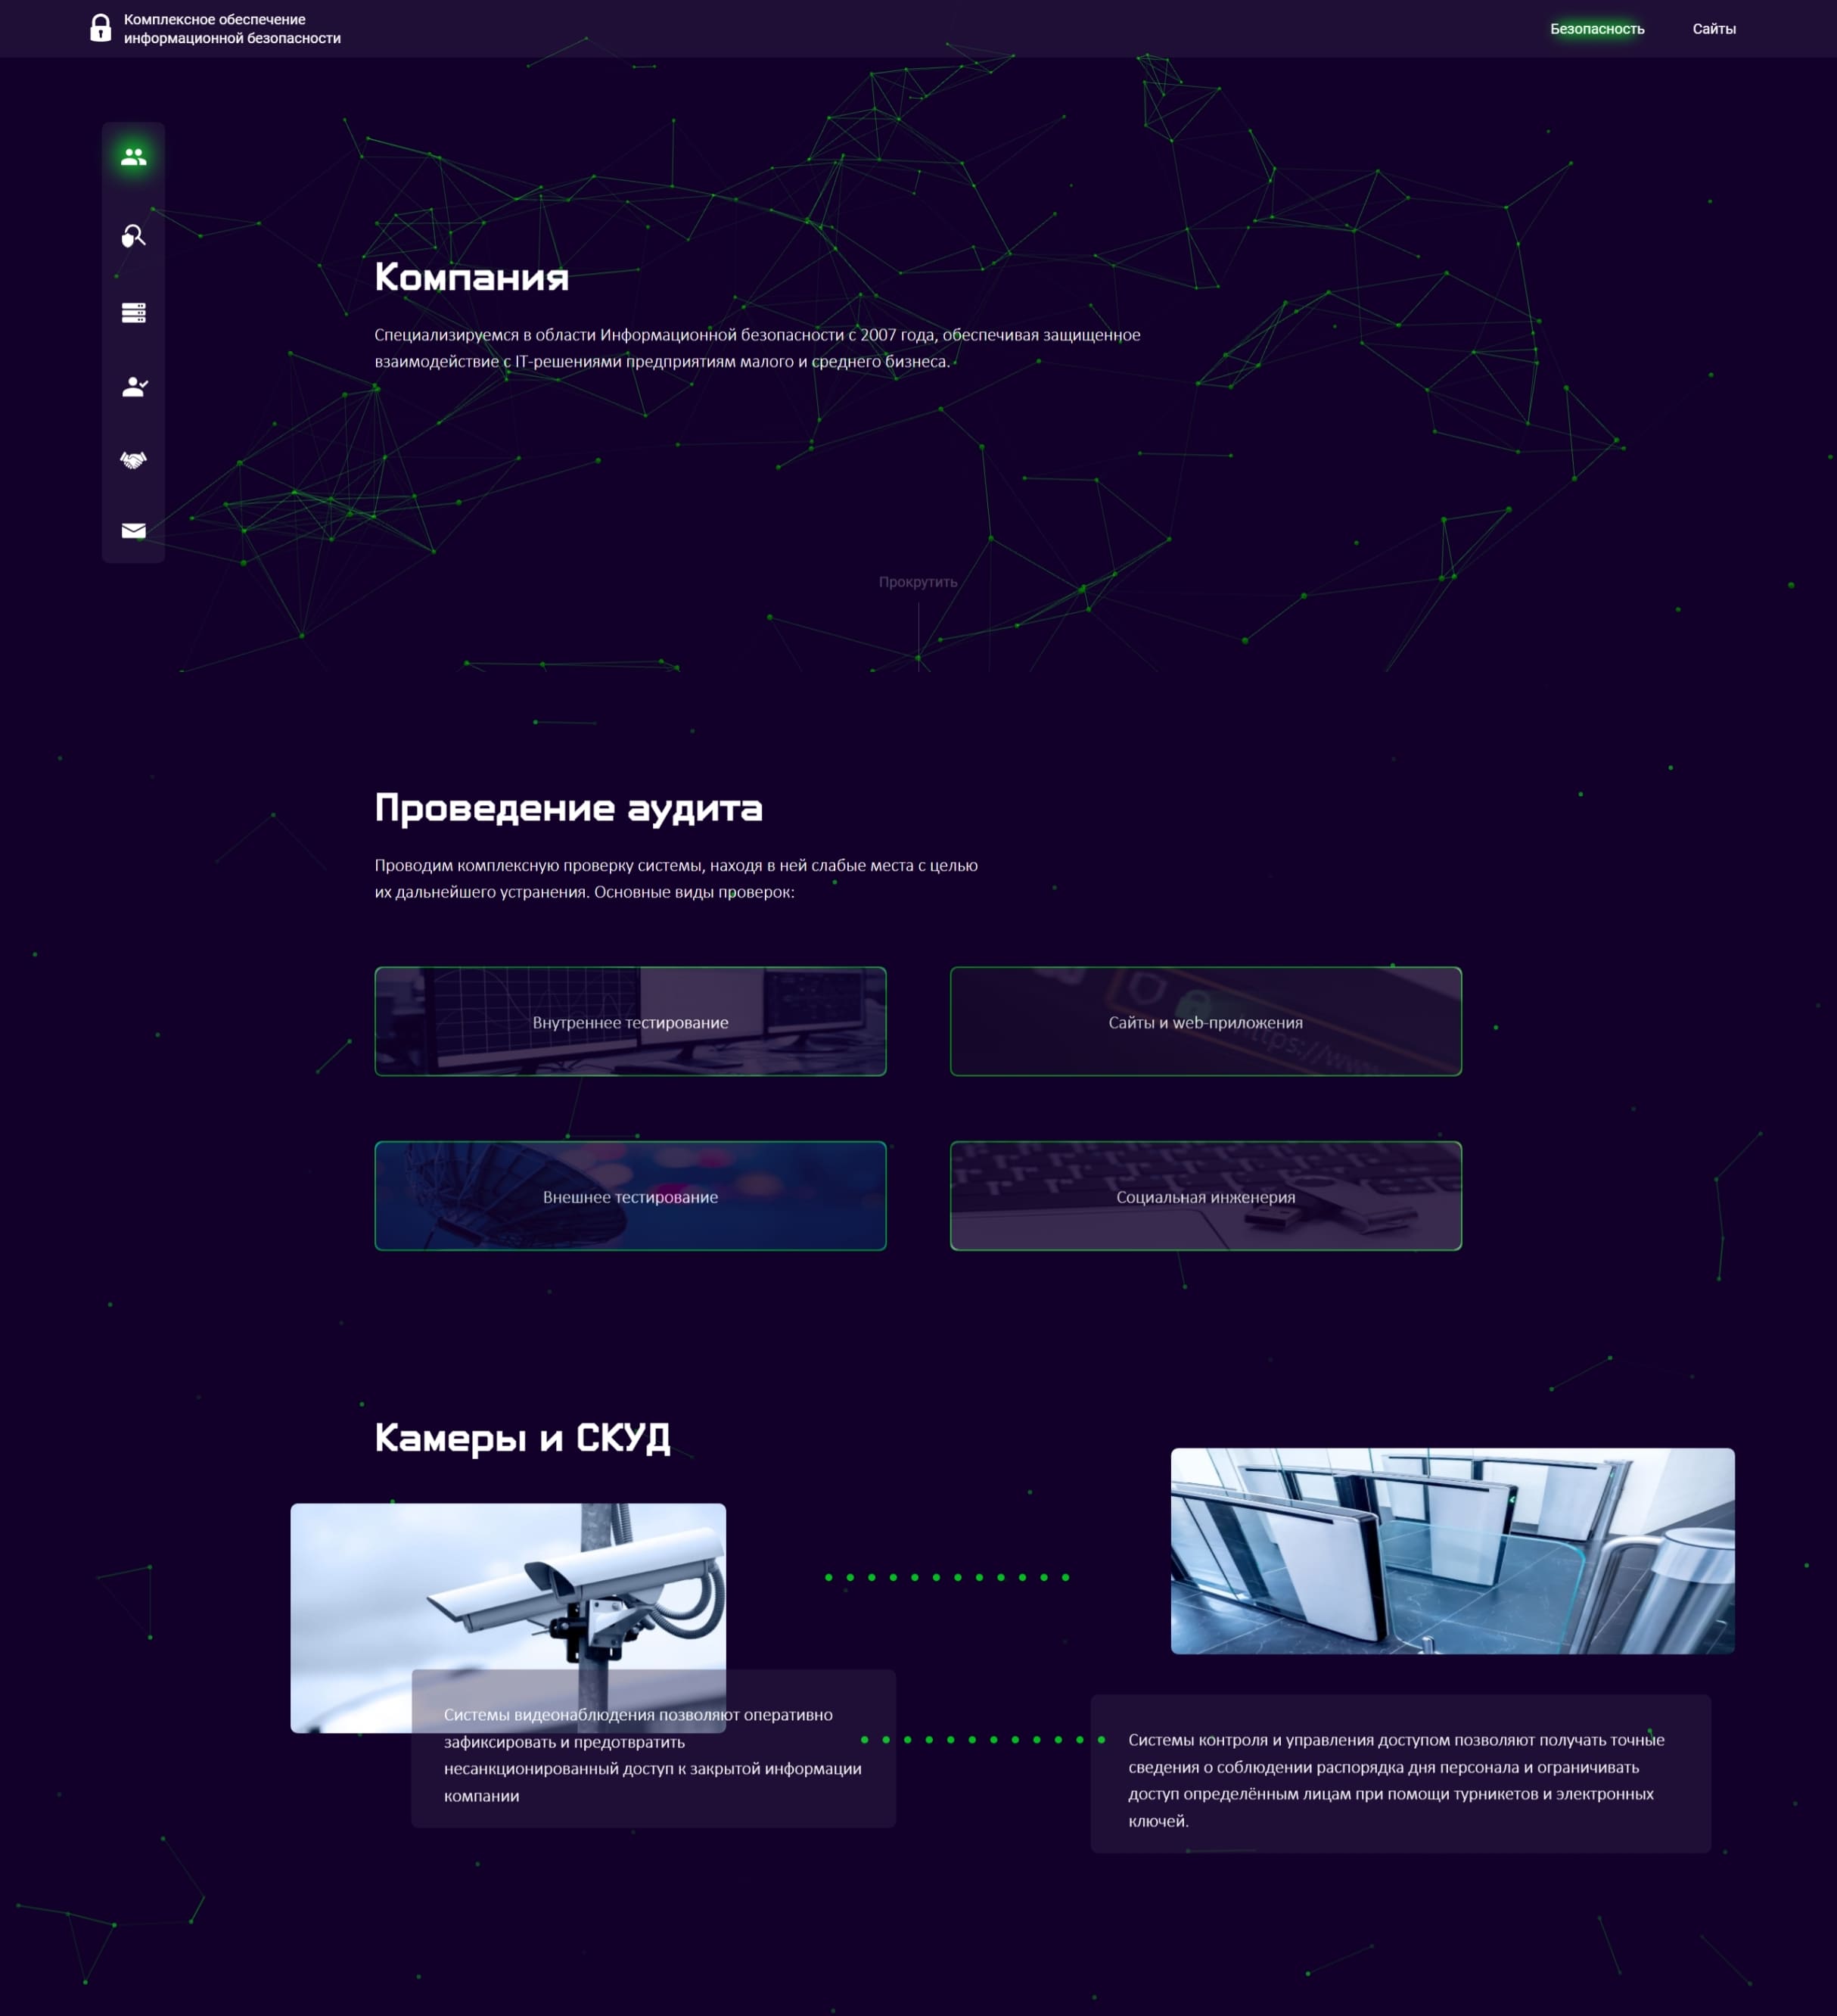 Комплексное обеспечение
информационной безопасности
Безопасность
Сайты
Компания
Специализируемся в области Информационной безопасности с 2007 года, обеспечивая защищенное
взаимодействие с IT-решениями предприятиям малого и среднего бизнеса.
Прокрутить
Проведение аудита
Проводим комплексную проверку системы, находя в ней слабые места с целью
их дальнейшего устранения. Основные виды проверок:
Внутреннее тестирование
Сайты и web-приложения
https://www.
Внешнее тестирование
Социальная инженерия
Камеры и СКУД
Системы видеонаблюдения позволяют оперативно
зафиксировать и предотвратить
несанкционированный доступ к закрытой информации
компании
Системы контроля и управления доступом позволяют получать точные
сведения о соблюдении распорядка дня персонала и ограничивать
доступ определённым лицам при помощи турникетов и электронных
ключей.